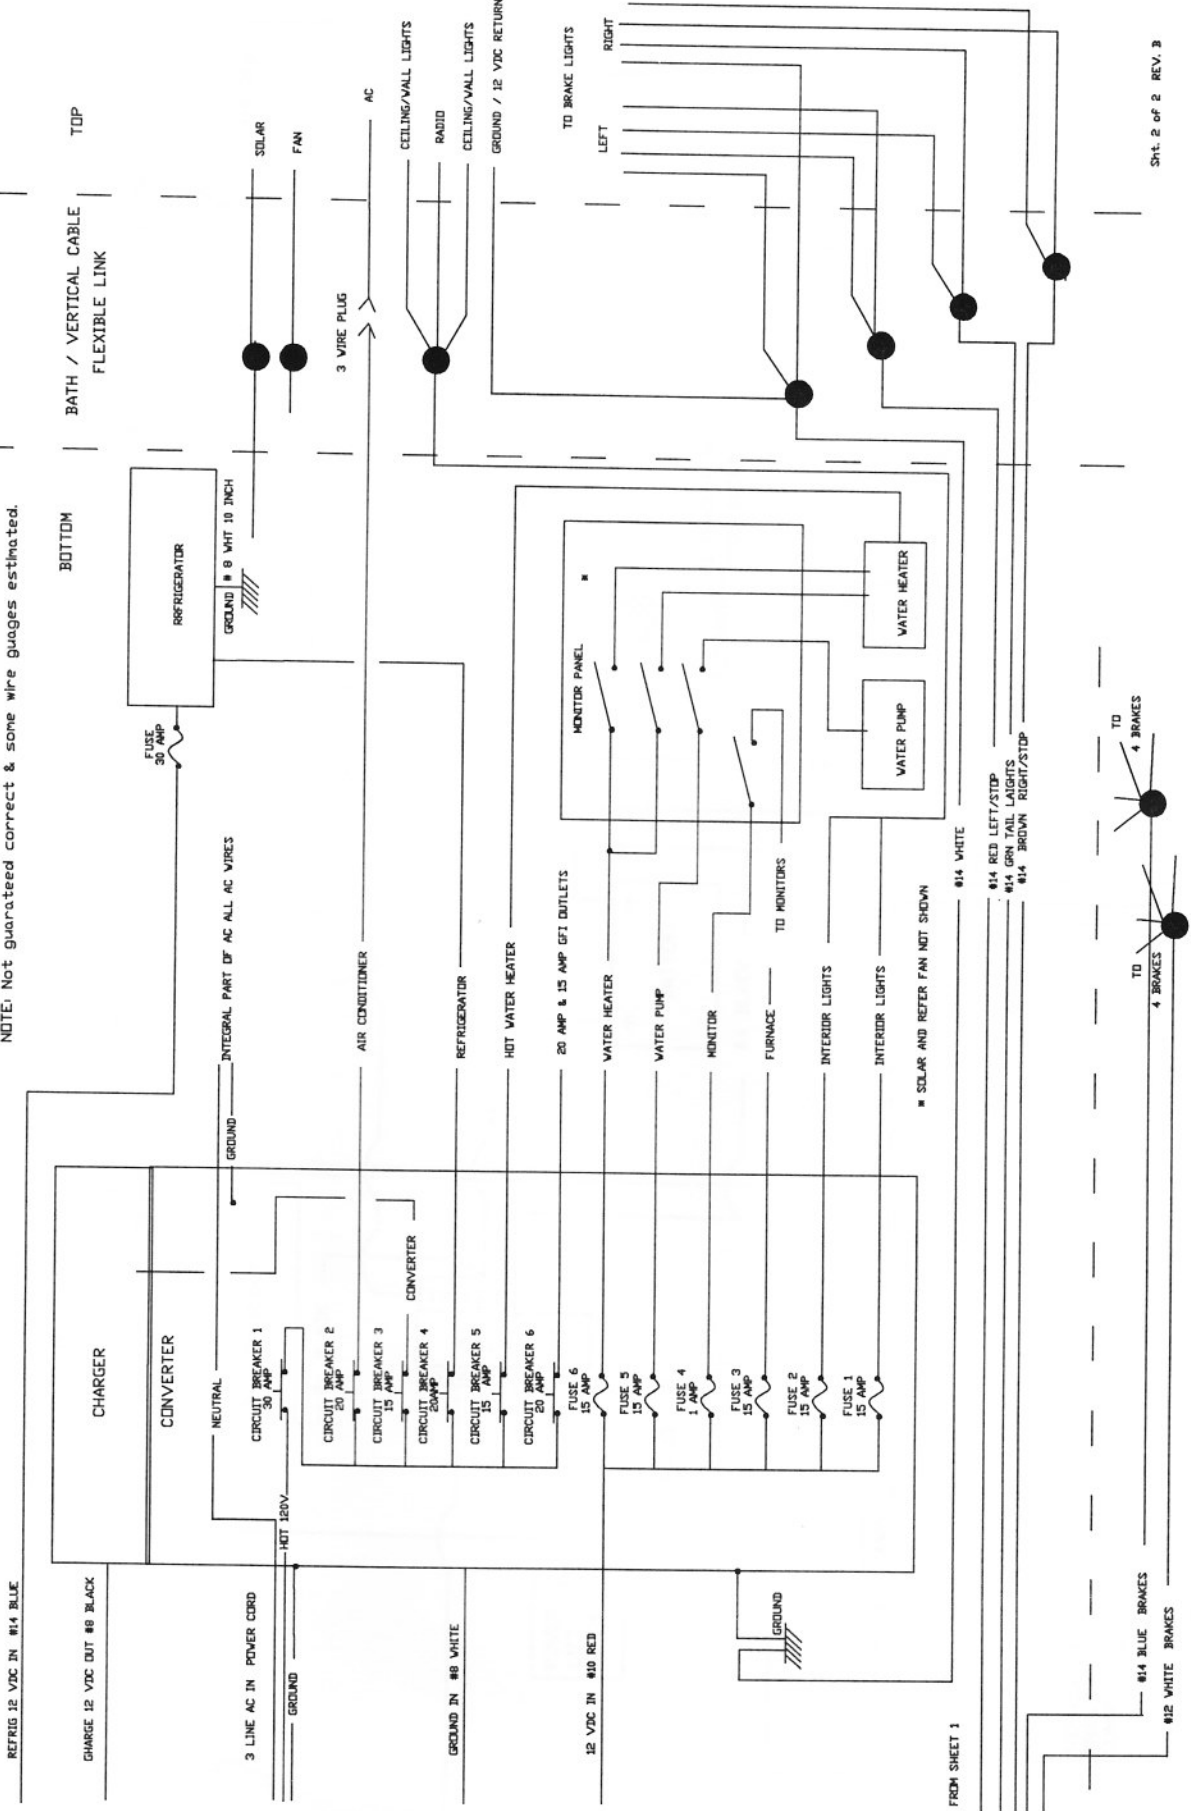 NOTE: Not guarateed correct & some wire guages estimated.
BOTTOM
BATH / VERTICAL CABLE
FLEXIBLE LINK
TOP
REFRIG 12 VDC IN #14 BLUE
CHARGE 12 VDC OUT #8 BLACK
3 LINE AC IN POWER CORD
GROUND
GROUND IN #8 WHITE
12 VDC IN #10 RED
FROM SHEET 1
CHARGER
CONVERTER
NEUTRAL
HOT 120V
CIRCUIT BREAKER 1
30 AMP
CIRCUIT BREAKER 2
20 AMP
CIRCUIT BREAKER 3
15 AMP
CIRCUIT BREAKER 4
20AMP
CIRCUIT BREAKER 5
15 AMP
CIRCUIT BREAKER 6
20 AMP
FUSE 6
15 AMP
FUSE 5
15 AMP
FUSE 4
1 AMP
FUSE 3
15 AMP
FUSE 2
15 AMP
FUSE 1
15 AMP
CONVERTER
GROUND
GROUND
INTEGRAL PART OF AC ALL AC WIRES
AIR CONDITIONER
REFRIGERATOR
HOT WATER HEATER
20 AMP & 15 AMP GFI OUTLETS
WATER HEATER
WATER PUMP
MONITOR
FURNACE
INTERIOR LIGHTS
INTERIOR LIGHTS
* SOLAR AND REFER FAN NOT SHOWN
TO MONITORS
FUSE
30 AMP
RRFRIGERATOR
GROUND # 8 WHT 10 INCH
MONITOR PANEL
*
WATER PUMP
WATER HEATER
3 WIRE PLUG
SOLAR
FAN
AC
CEILING/WALL LIGHTS
RADIO
CEILING/WALL LIGHTS
GROUND / 12 VDC RETURN
TO BRAKE LIGHTS
LEFT
RIGHT
#14 WHITE
#14 RED LEFT/STOP
#14 GRN TAIL LAIGHTS
#14 BROWN RIGHT/STOP
TO
4 BRAKES
TO
4 BRAKES
#14 BLUE BRAKES
#12 WHITE BRAKES
Sht. 2 of 2 REV. B